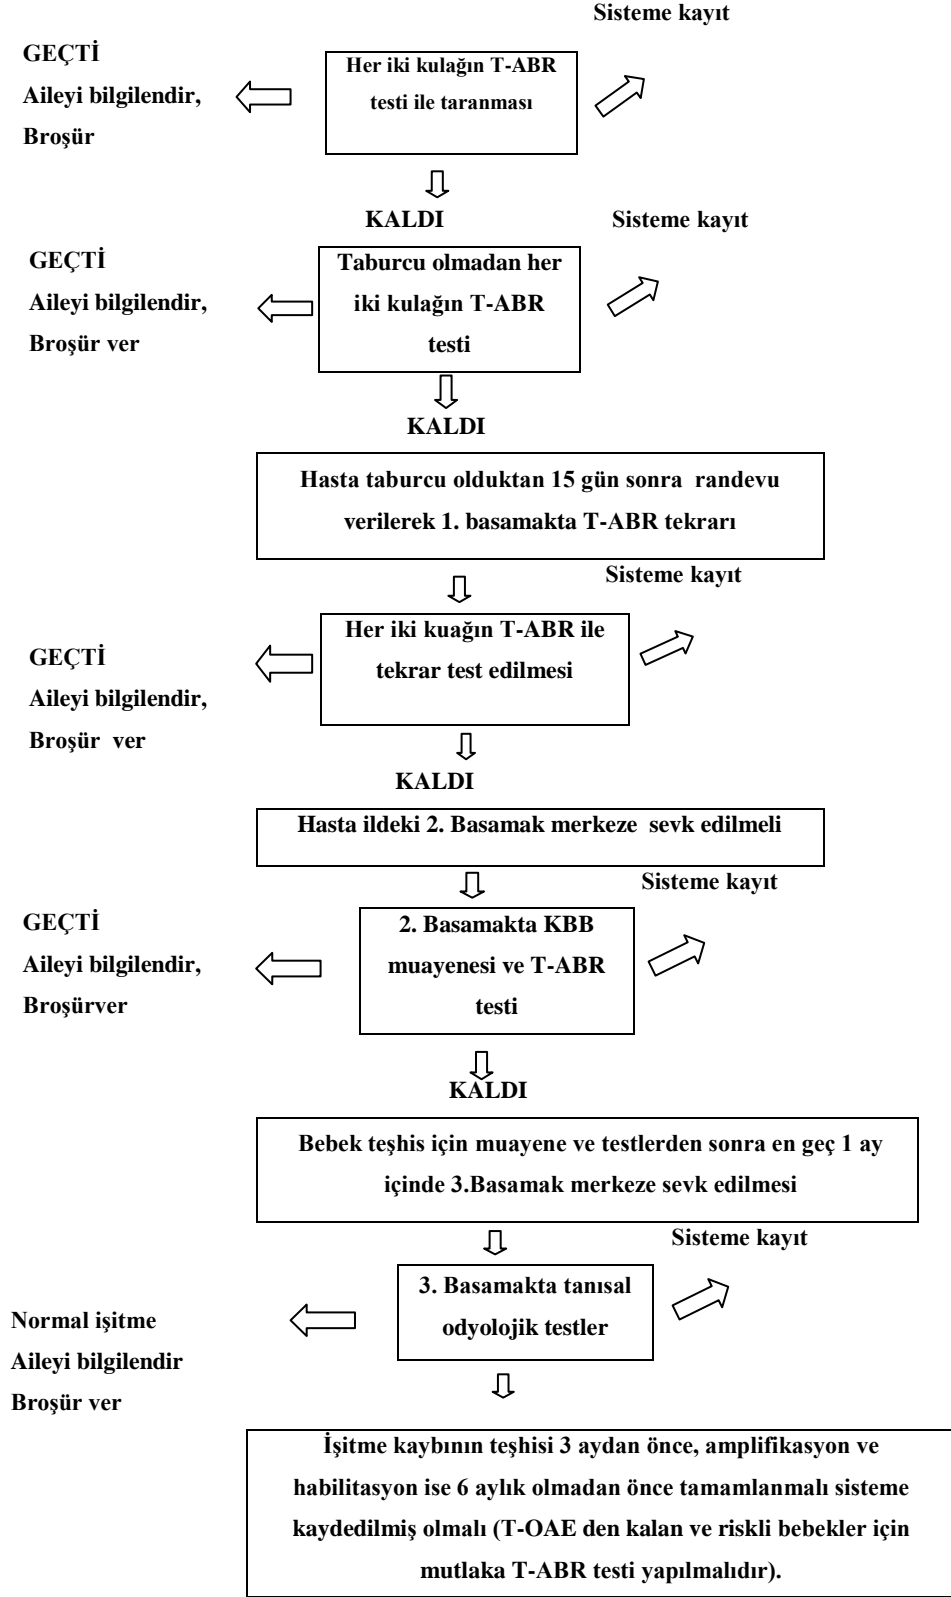 Sisteme kayıt
GEÇTİ
Aileyi bilgilendir,
Broşür
Her iki kulağın T-ABR
testi ile taranması
KALDI
Sisteme kayıt
GEÇTİ
Aileyi bilgilendir,
Broşür ver
Taburcu olmadan her
iki kulağın T-ABR
testi
KALDI
Hasta taburcu olduktan 15 gün sonra randevu
verilerek 1. basamakta T-ABR tekrarı
Sisteme kayıt
GEÇTİ
Aileyi bilgilendir,
Broşür ver
Her iki kuağın T-ABR ile
tekrar test edilmesi
KALDI
Hasta ildeki 2. Basamak merkeze sevk edilmeli
Sisteme kayıt
GEÇTİ
Aileyi bilgilendir,
Broşürver
2. Basamakta KBB
muayenesi ve T-ABR
testi
KALDI
Bebek teşhis için muayene ve testlerden sonra en geç 1 ay
içinde 3.Basamak merkeze sevk edilmesi
Sisteme kayıt
Normal işitme
Aileyi bilgilendir
Broşür ver
3. Basamakta tanısal
odyolojik testler
İşitme kaybının teşhisi 3 aydan önce, amplifikasyon ve
habilitasyon ise 6 aylık olmadan önce tamamlanmalı sisteme
kaydedilmiş olmalı (T-OAE den kalan ve riskli bebekler için
mutlaka T-ABR testi yapılmalıdır).